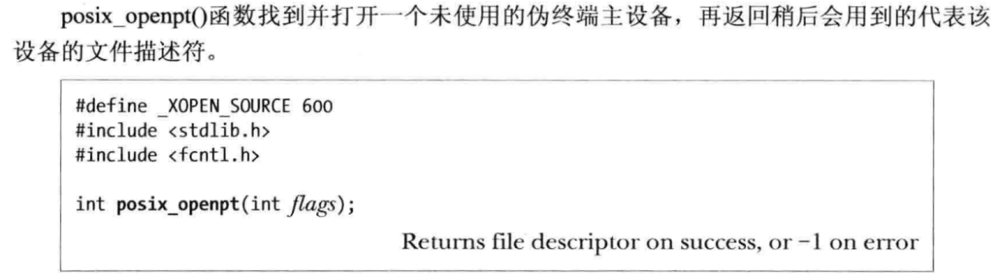 posix_openpt()函数找到并打开一个未使用的伪终端主设备，再返回稍后会用到的代表该
设备的文件描述符。
#define _XOPEN_SOURCE 600
#include <stdlib.h>
#include <fcntl.h>
int posix_openpt(int flags);
Returns file descriptor on success, or −1 on error